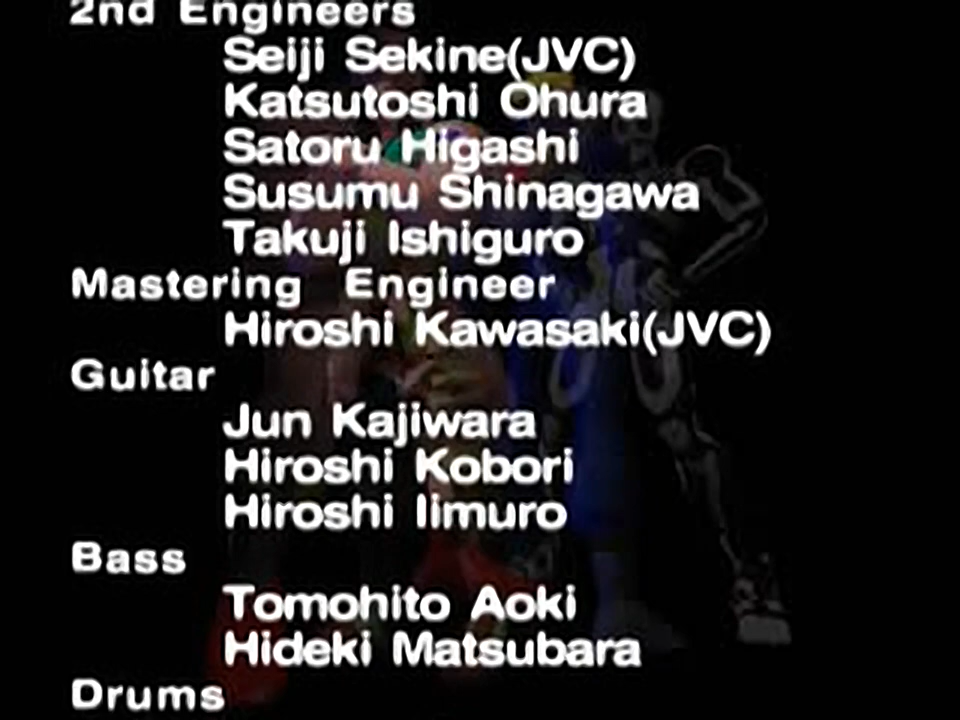 2nd Engineers
Seiji Sekine(JVC)
Katsutoshi Ohura
Satoru Higashi
Susumu Shinagawa
Takuji Ishiguro
Mastering Engineer
Hiroshi Kawasaki(JVC)
Guitar
Jun Kajiwara
Hiroshi Kobori
Hiroshi Iimuro
Bass
Tomohito Aoki
Hideki Matsubara
Drums